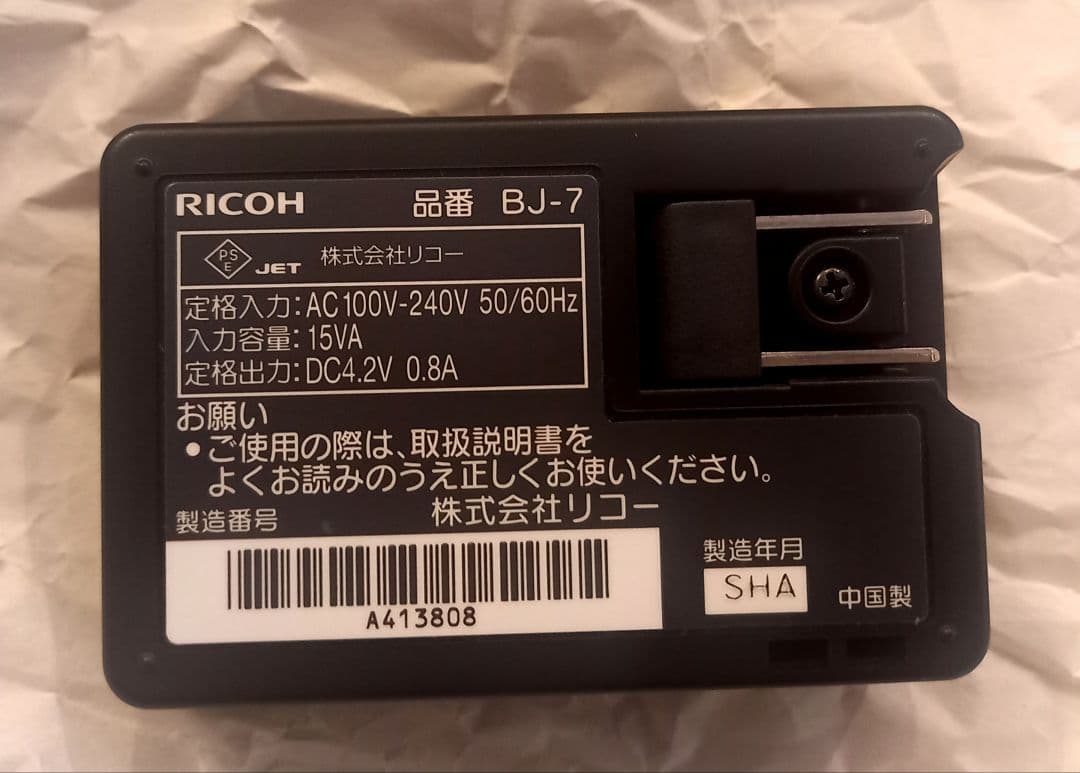 RICOH 品番 BJ-7
PS E JET 株式会社リコー
定格入力:AC100V-240V 50/60Hz
入力容量:15VA
定格出力:DC4.2V 0.8A
お願い
•ご使用の際は、取扱説明書を
よくお読みのうえ正しくお使いください。
株式会社リコー
製造番号
A413808
製造年月
SHA
中国製